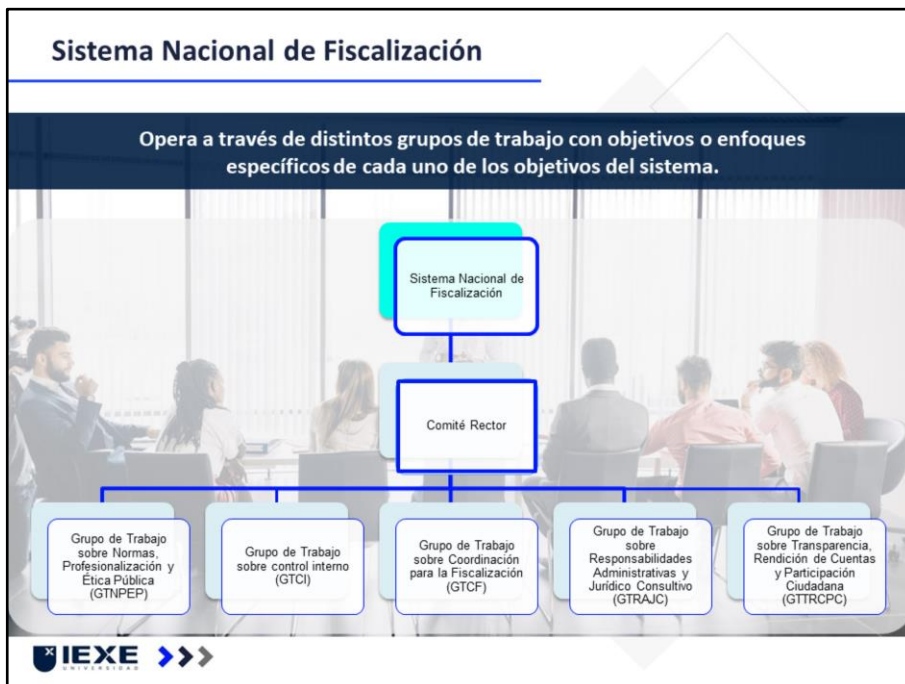 Sistema Nacional de Fiscalización
Opera a través de distintos grupos de trabajo con objetivos o enfoques
específicos de cada uno de los objetivos del sistema.
Sistema Nacional de
Fiscalización
Comité Rector
Grupo de Trabajo
sobre Normas,
Profesionalización y
Ética Pública
(GTNPEP)
Grupo de Trabajo
sobre control interno
(GTCI)
Grupo de Trabajo
sobre Coordinación
para la Fiscalización
(GTCF)
Grupo de Trabajo
sobre
Responsabilidades
Administrativas y
Jurídico Consultivo
(GTRAJC)
Grupo de Trabajo
sobre Transparencia,
Rendición de Cuentas
y Participación
Ciudadana
(GTTRCPC)
IEXE
UNIVERSIDAD